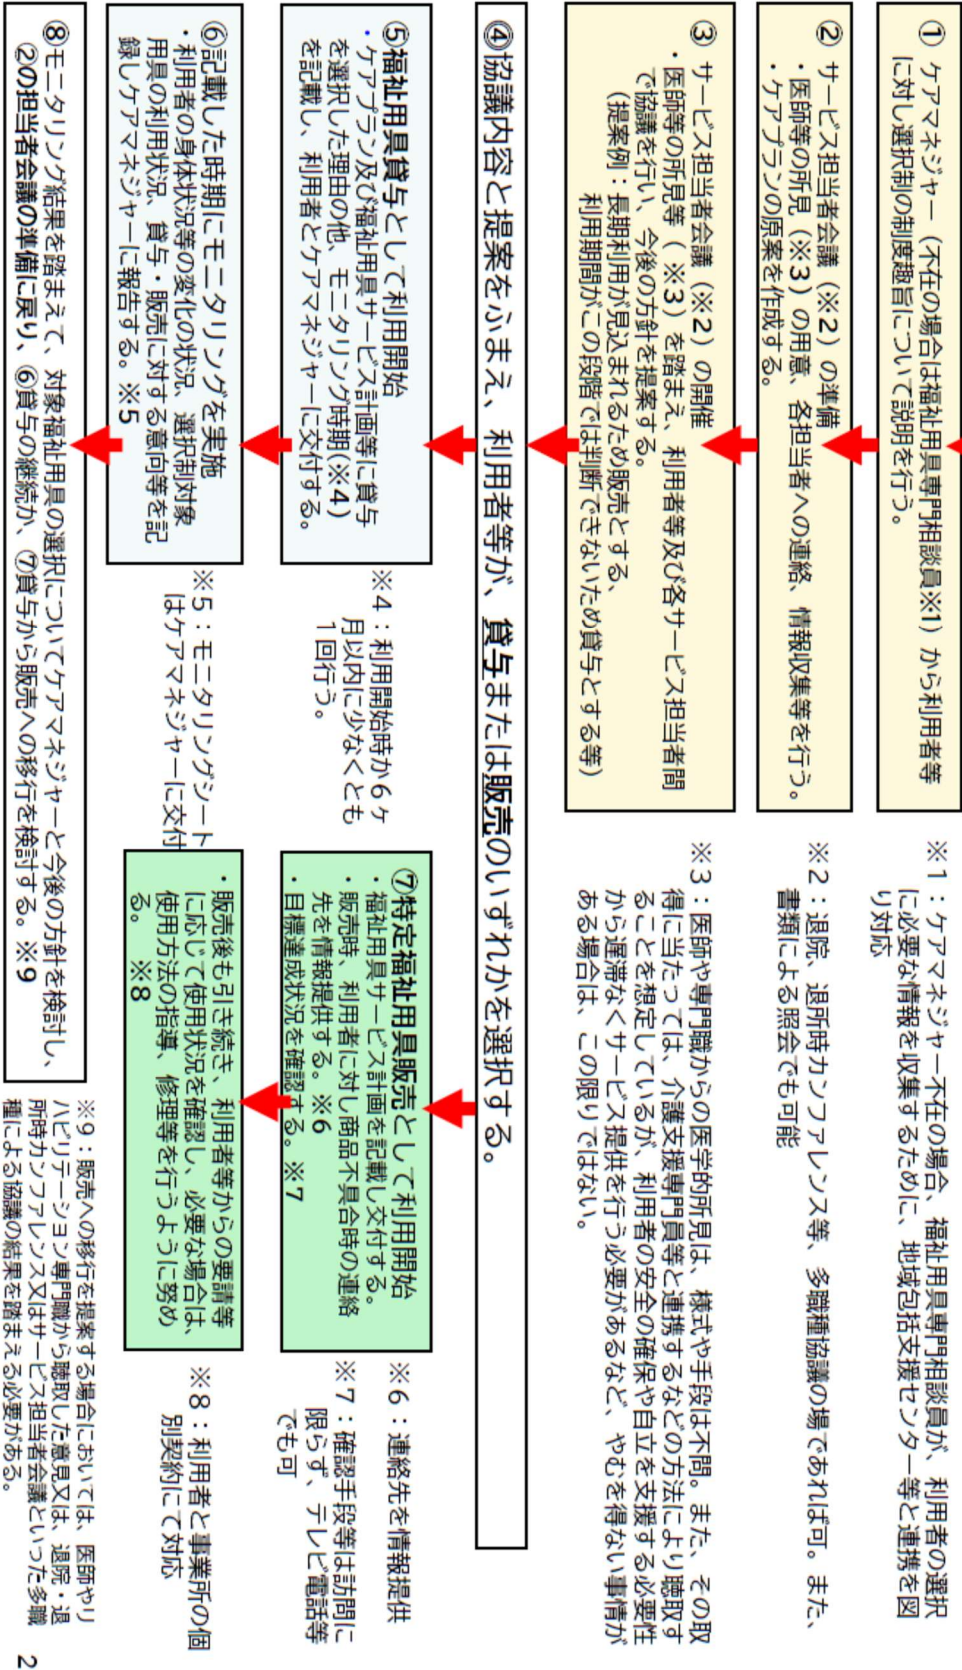 ① ケアマネジャー(不在の場合は福祉用具専門相談員※1)から利用者等
に対し選択制の制度趣旨について説明を行う。
※1:ケアマネジャー不在の場合、福祉用具専門相談員が、利用者の選択
に必要な情報を収集するために、地域包括支援センター等と連携を図
り対応
② サービス担当者会議(※2)の準備
・医師等の所見(※3)の用意、各担当者への連絡、情報収集等を行う。
・ケアプランの原案を作成する。
※2:退院、退所時カンファレンス等、多職種協議の場であれば可。また、
書類による照会でも可能
③ サービス担当者会議(※2)の開催
・医師等の所見等(※3)を踏まえ、利用者等及び各サービス担当者間
で協議を行い、今後の方針を提案する。
(提案例:長期利用が見込まれるため販売とする、
利用期間がこの段階では判断できないため貸与とする等)
※3:医師や専門職からの医学的所見は、様式や手段は不問。また、その取
得に当たっては、介護支援専門員等と連携するなどの方法により聴取す
ることを想定しているが、利用者の安全の確保や自立を支援する必要性
から遅滞なくサービス提供を行う必要があるなど、やむを得ない事情が
ある場合は、この限りではない。
④協議内容と提案をふまえ、利用者等が、貸与または販売のいずれかを選択する。
⑤福祉用具貸与として利用開始
・ケアプラン及び福祉用具サービス計画等に貸与
を選択した理由の他、モニタリング時期(※4)
を記載し、利用者とケアマネジャーに交付する。
※4:利用開始時か6ヶ
月以内に少なくとも
1回行う。
⑦特定福祉用具販売として利用開始
・福祉用具サービス計画を記載し交付する。
・販売時、利用者に対し商品不具合時の連絡
先を情報提供する。※6
・目標達成状況を確認する。※7
※6:連絡先を情報提供
※7:確認手段等は訪問に
限らず、テレビ電話等
でも可
⑥記載した時期にモニタリングを実施
・利用者の身体状況等の変化の状況、選択制対象
用具の利用状況、貸与・販売に対する意向等を記
録しケアマネジャーに報告する。※5
※5:モニタリングシート
はケアマネジャーに交付
・販売後も引き続き、利用者等からの要請等
に応じて使用状況を確認し、必要な場合は、
使用方法の指導、修理等を行うように努め
る。 ※8
※8:利用者と事業所の個
別契約にて対応
⑧モニタリング結果を踏まえて、対象福祉用具の選択についてケアマネジャーと今後の方針を検討し、
②の担当者会議の準備に戻り、⑥貸与の継続か、⑦貸与から販売への移行を検討する。※9
※9:販売への移行を提案する場合においては、医師やリ
ハビリテーション専門職から聴取した意見又は、退院・退
所時カンファレンス又はサービス担当者会議といった多職
種による協議の結果を踏まえる必要がある。
2